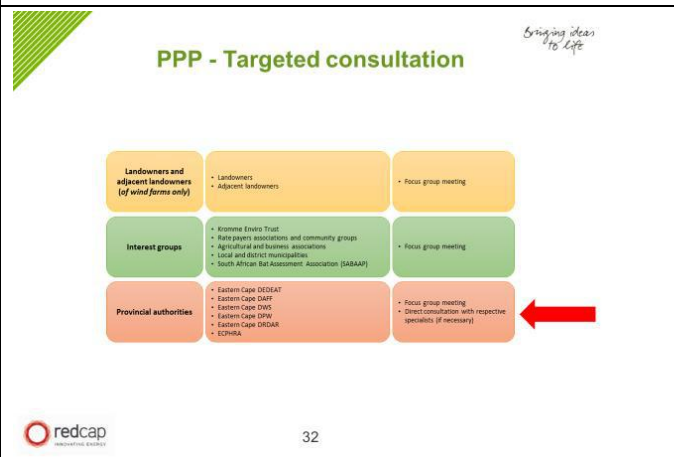 Bringing ideas
to life
PPP - Targeted consultation
Landowners and
adjacent landowners
(of wind farms only)
• Landowners
• Adjacent landowners
• Focus group meeting
Interest groups
• Kromme Enviro Trust
• Rate payers associations and community groups
• Agricultural and business associations
• Local and district municipalities
• South African Bat Assessment Association (SABAAP)
• Focus group meeting
Provincial authorities
• Eastern Cape DEDEAT
• Eastern Cape DAFF
• Eastern Cape DWS
• Eastern Cape DPW
• Eastern Cape DRDAR
• ECPHRA
• Focus group meeting
• Direct consultation with respective
specialists (if necessary)
redcap
INNOVATING ENERGY
32